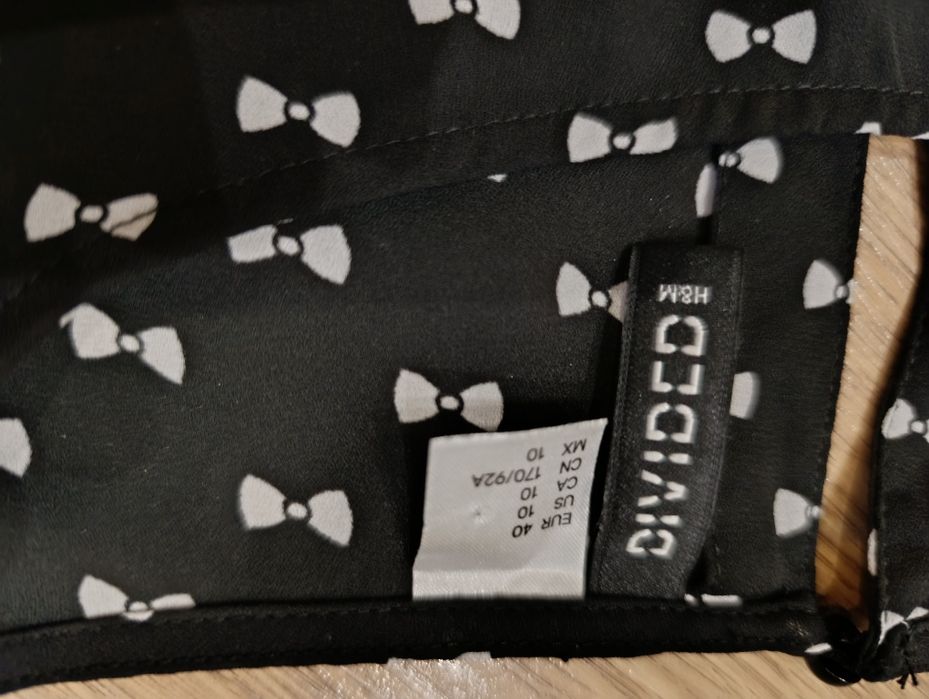 DIVIDED
H&M
EUR 40
US 10
CA 10
CN 170/92A
MX 10